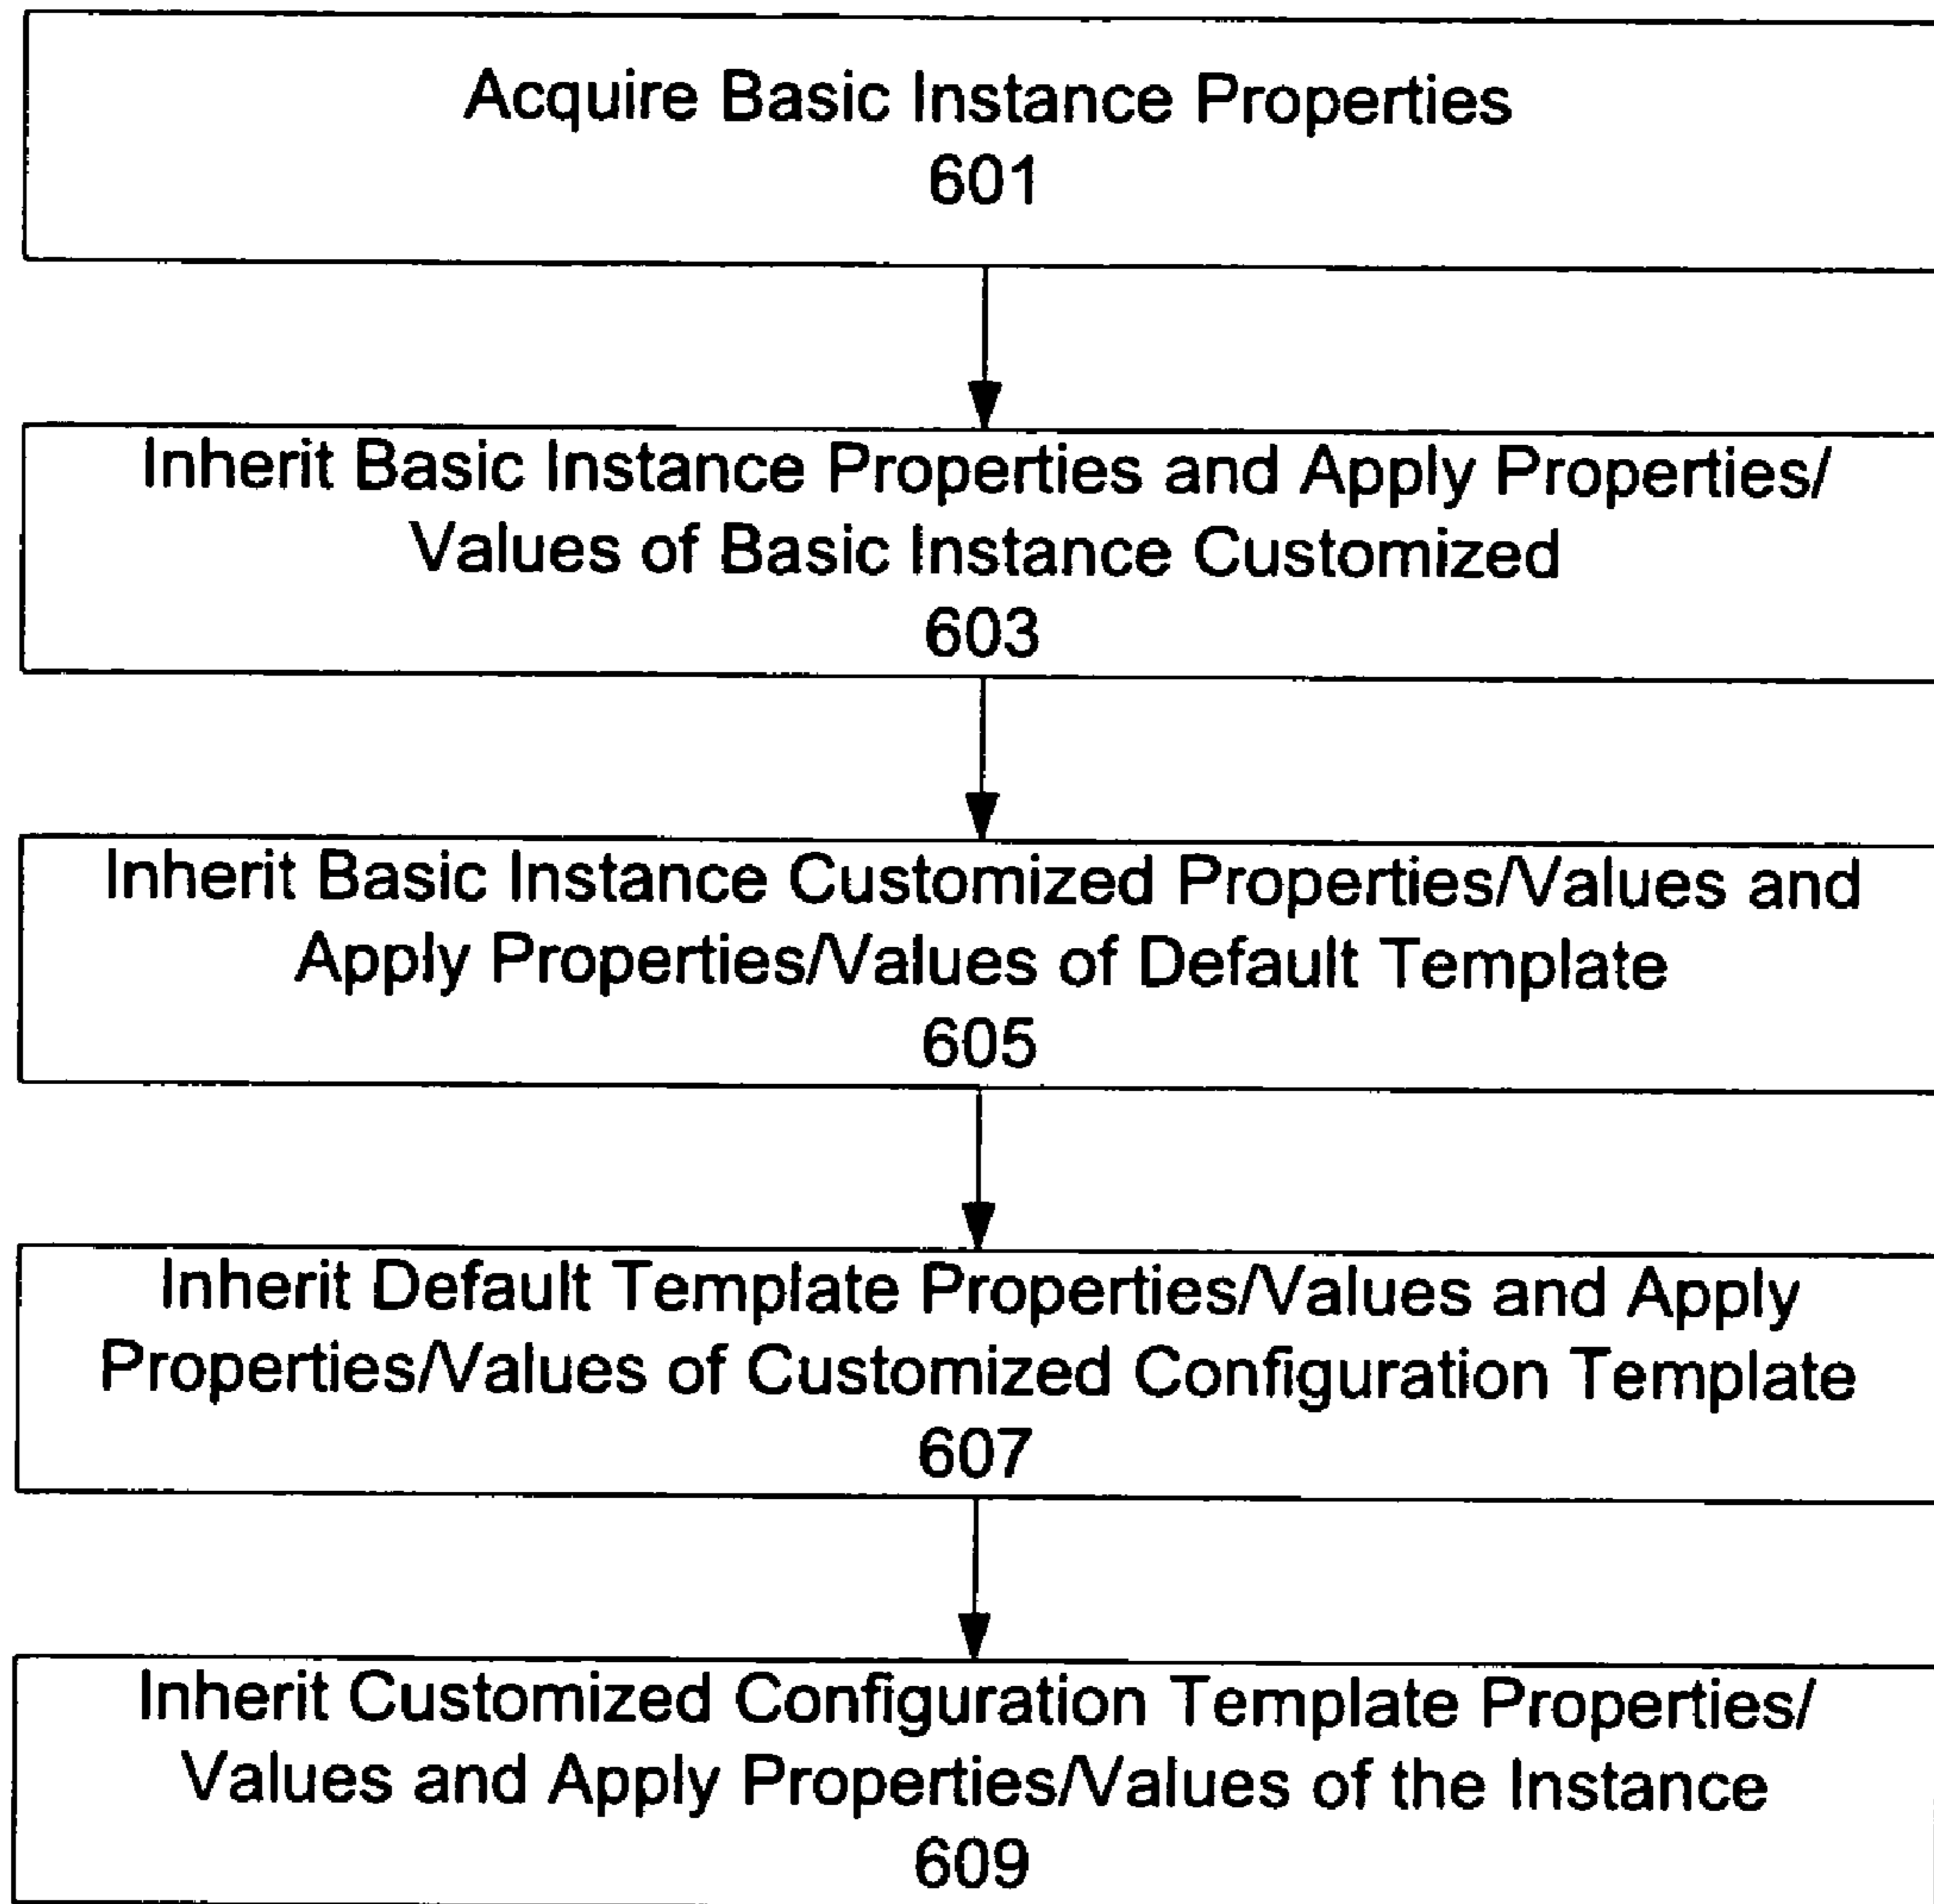 Acquire Basic Instance Properties
601
Inherit Basic Instance Properties and Apply Properties/
Values of Basic Instance Customized
603
Inherit Basic Instance Customized Properties/Values and
Apply Properties/Values of Default Template
605
Inherit Default Template Properties/Values and Apply
Properties/Values of Customized Configuration Template
607
Inherit Customized Configuration Template Properties/
Values and Apply Properties/Values of the Instance
609